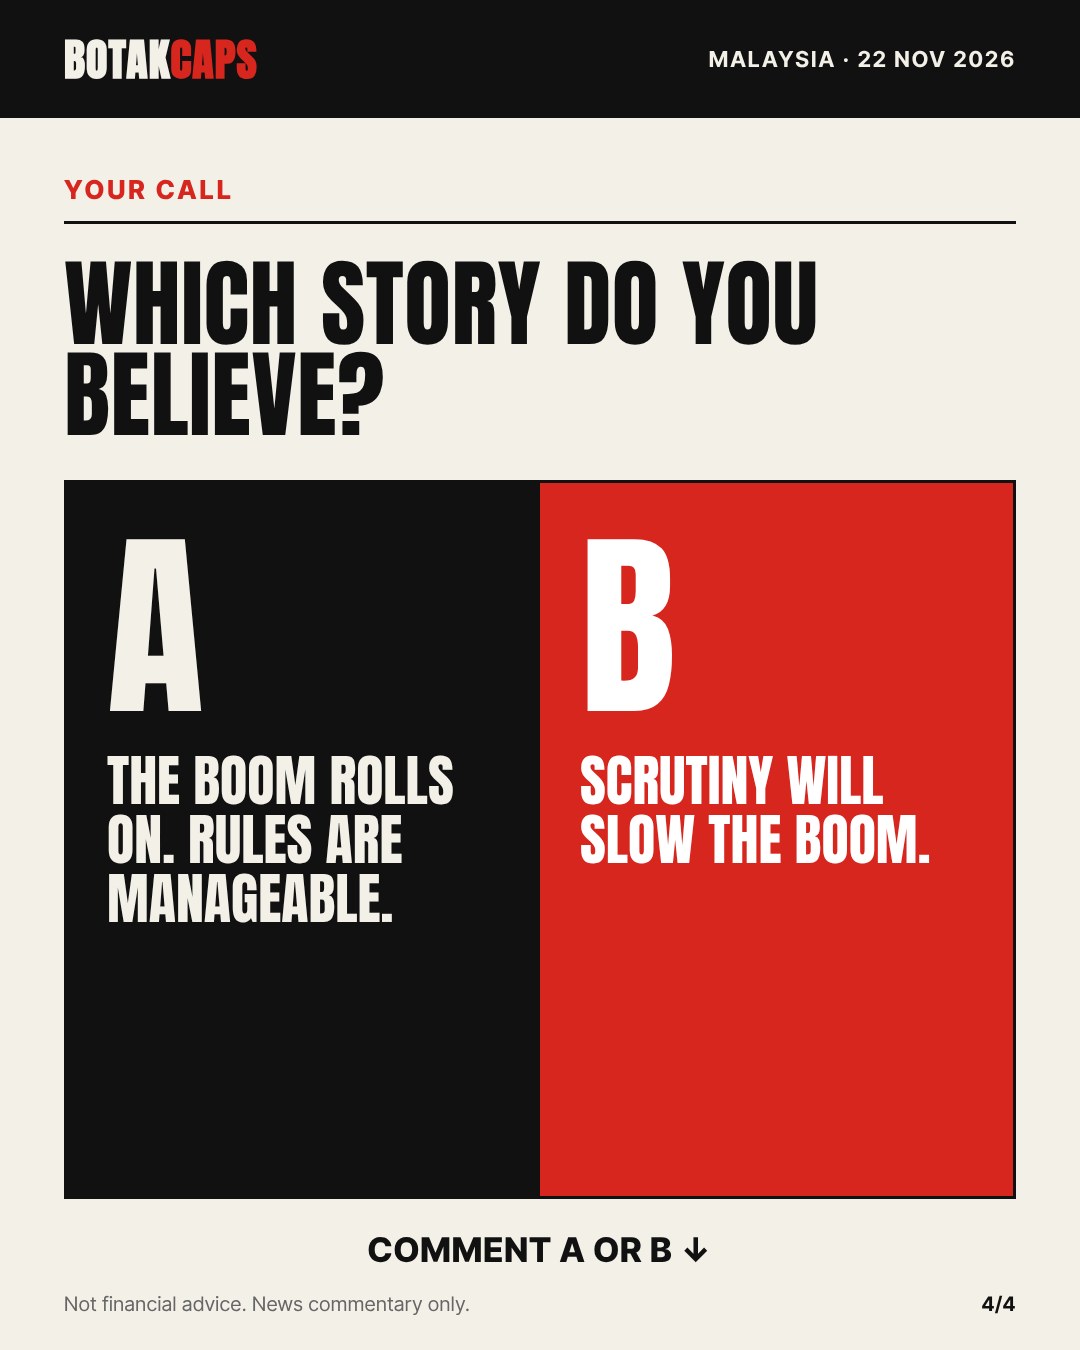 BOTAKCAPS
MALAYSIA · 22 NOV 2026
YOUR CALL
WHICH STORY DO YOU
BELIEVE?
A
THE BOOM ROLLS
ON. RULES ARE
MANAGEABLE.
B
SCRUTINY WILL
SLOW THE BOOM.
COMMENT A OR B ↓
Not financial advice. News commentary only.
4/4